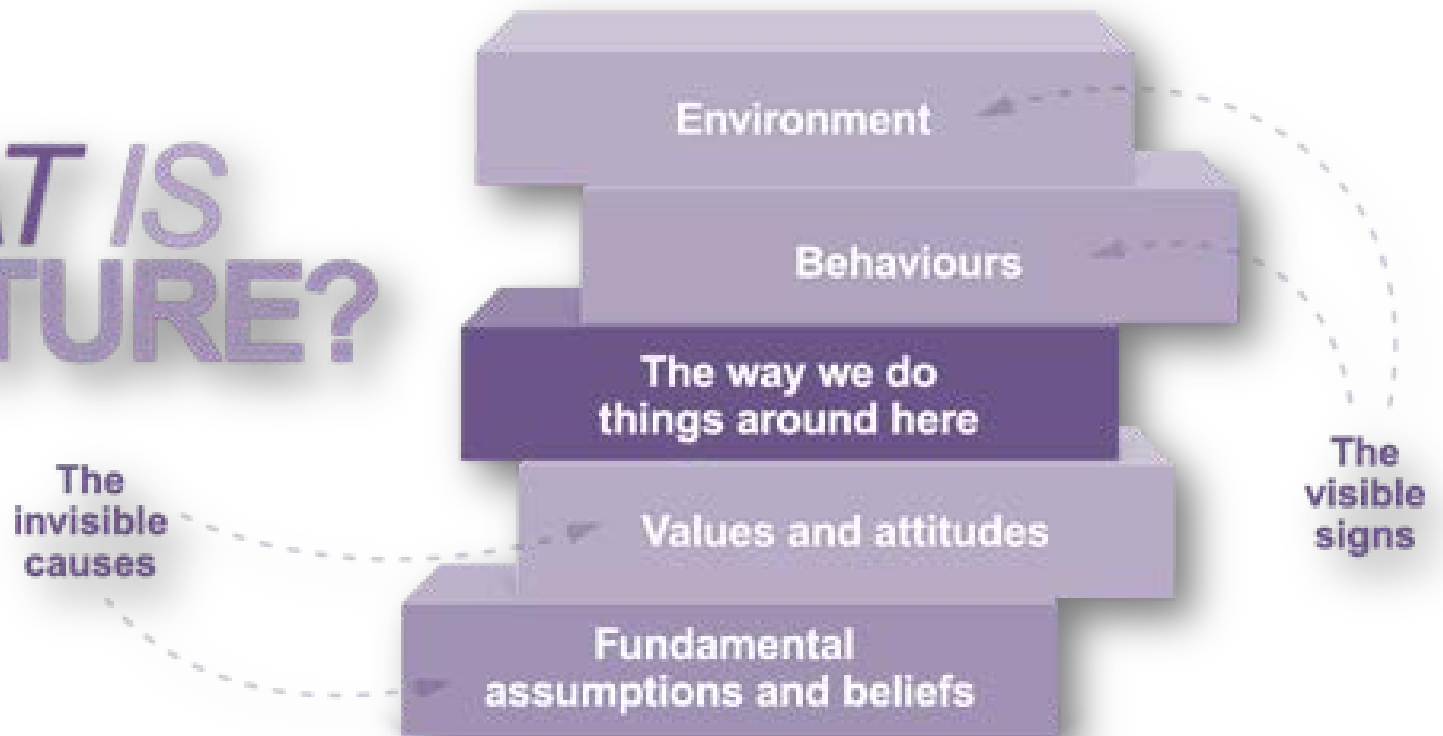 AT IS
TURE?
Environment
Behaviours
The way we do
things around here
Values and attitudes
Fundamental
assumptions and beliefs
The
invisible
causes
The
visible
signs